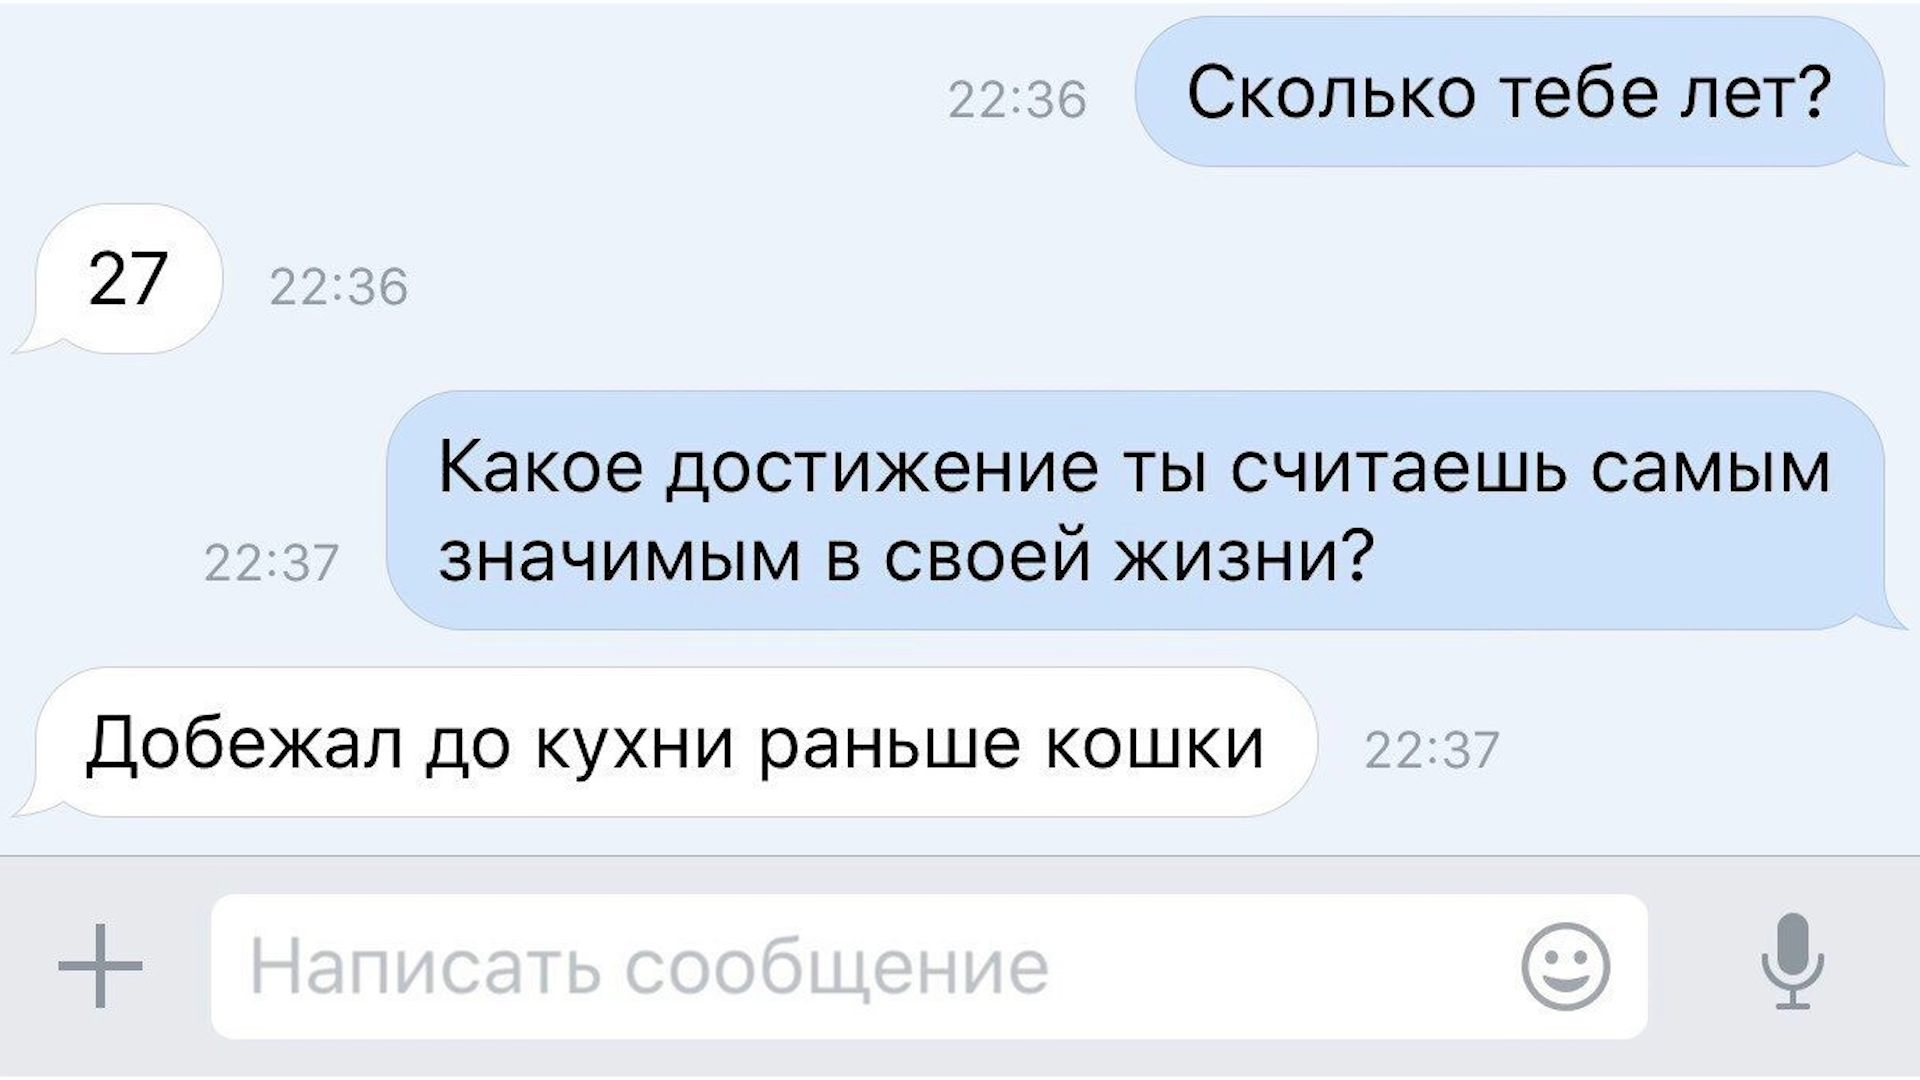 22:36 Сколько тебе лет?
27 22:36
Какое достижение ты считаешь самым
22:37 значимым в своей жизни?
Добежал до кухни раньше кошки 22:37
Написать сообщение